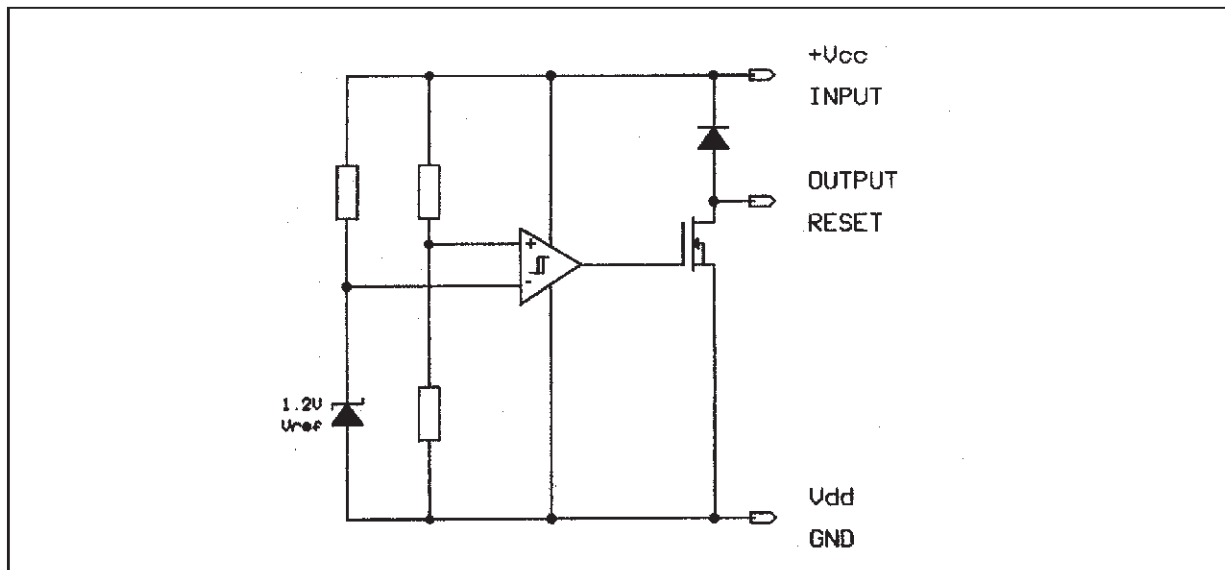 +Vcc
INPUT
OUTPUT
RESET
+
-
1.2V
Vref
Vdd
GND